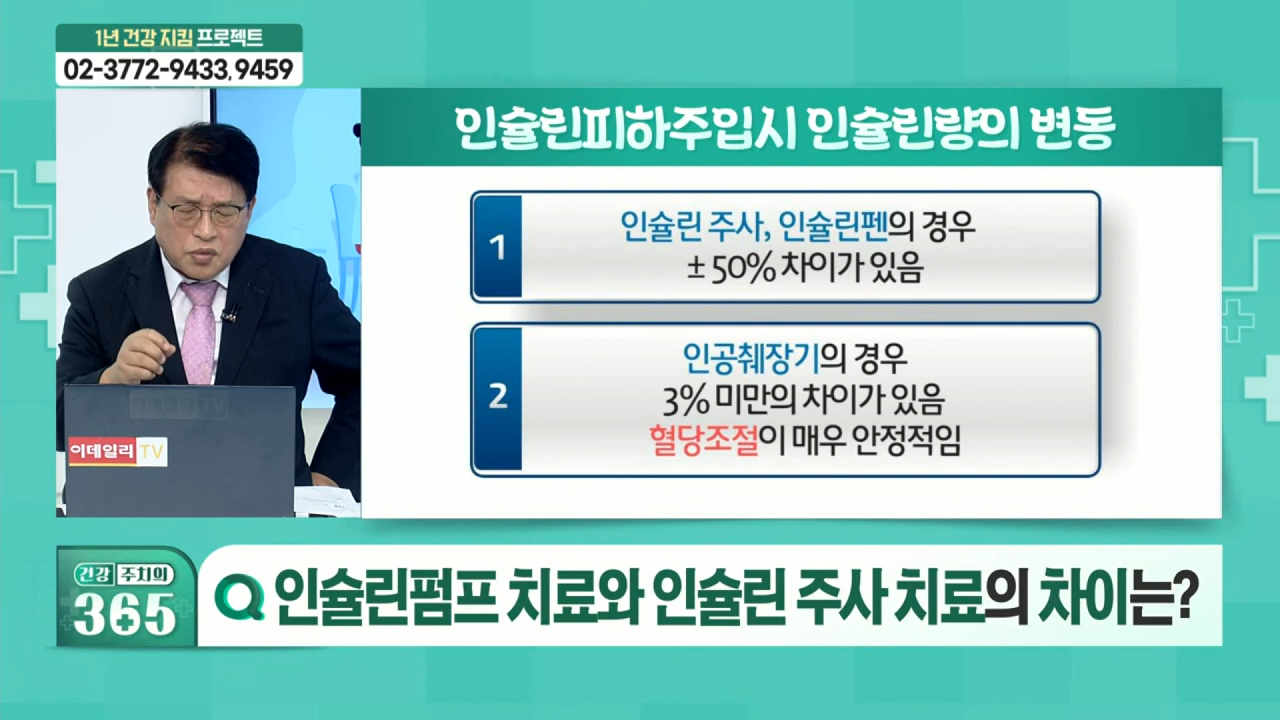 1년 건강 지킴 프로젝트
02-3772-9433, 9459
인슐린피하주입시 인슐린량의 변동
1
인슐린 주사, 인슐린펜의 경우
± 50% 차이가 있음
2
인공췌장기의 경우
3% 미만의 차이가 있음
혈당조절이 매우 안정적임
이데일리 TV
건강 주치의
365
Q 인슐린펌프 치료와 인슐린 주사 치료의 차이는?